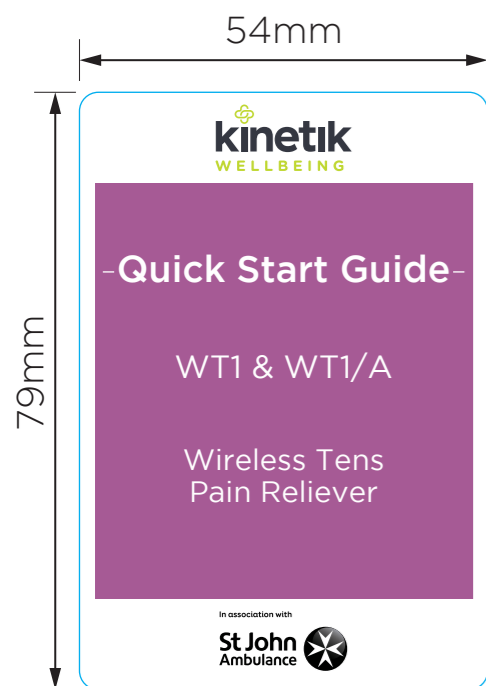 54mm
79mm
kinetik
WELLBEING
-Quick Start Guide-
WT1 & WT1/A
Wireless Tens
Pain Reliever
In association with
St John
Ambulance